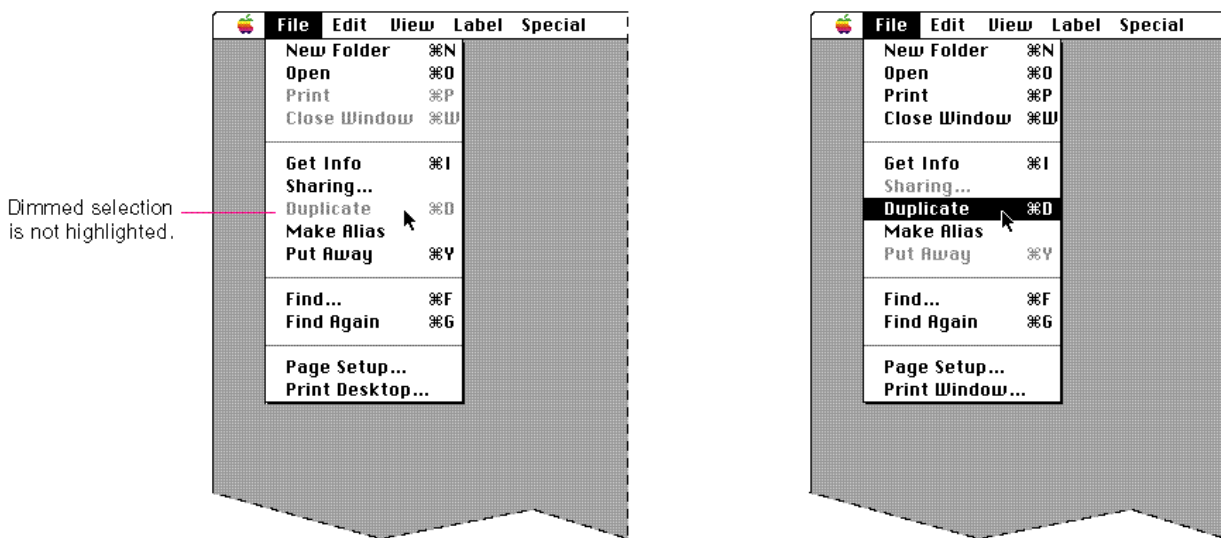 File Edit View Label Special
New Folder ⌘N
Open ⌘O
Print ⌘P
Close Window ⌘W
Get Info ⌘I
Sharing...
Duplicate ⌘D
Make Alias
Put Away ⌘Y
Find... ⌘F
Find Again ⌘G
Page Setup...
Print Desktop...
Dimmed selection
is not highlighted.
File Edit View Label Special
New Folder ⌘N
Open ⌘O
Print ⌘P
Close Window ⌘W
Get Info ⌘I
Sharing...
Duplicate ⌘D
Make Alias
Put Away ⌘Y
Find... ⌘F
Find Again ⌘G
Page Setup...
Print Window...